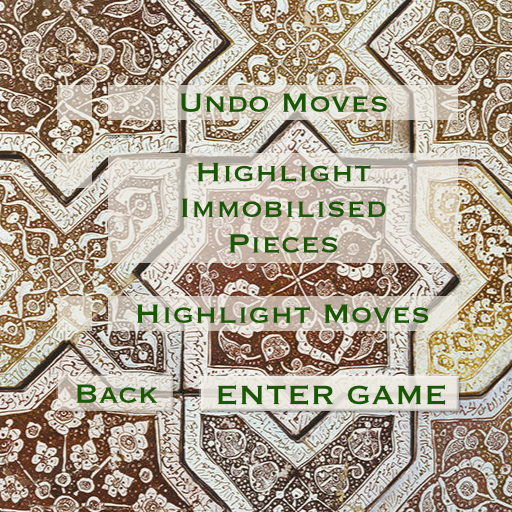 Undo Moves
Highlight
Immobilised
Pieces
Highlight Moves
Back ENTER GAME